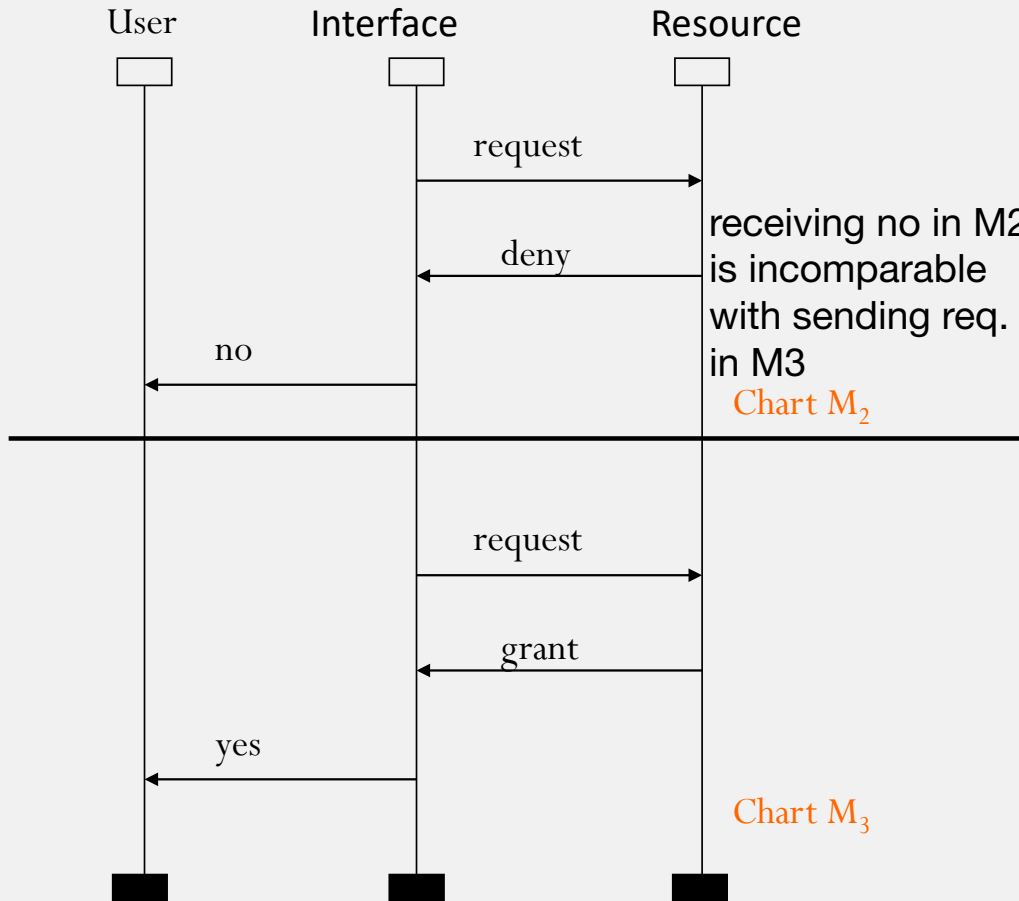 User Interface Resource
request
receiving no in M2
deny
is incomparable
with sending req.
no
in M3
Chart M₂
request
grant
yes
Chart M₃